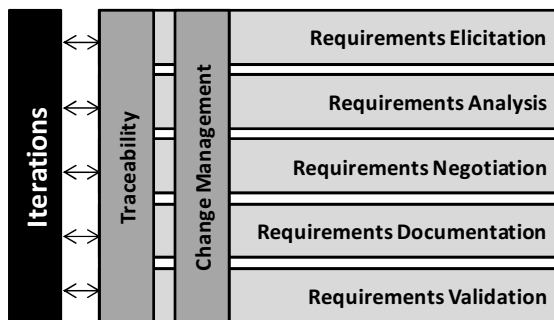 Iterations
Traceability
Change Management
Requirements Elicitation
Requirements Analysis
Requirements Negotiation
Requirements Documentation
Requirements Validation